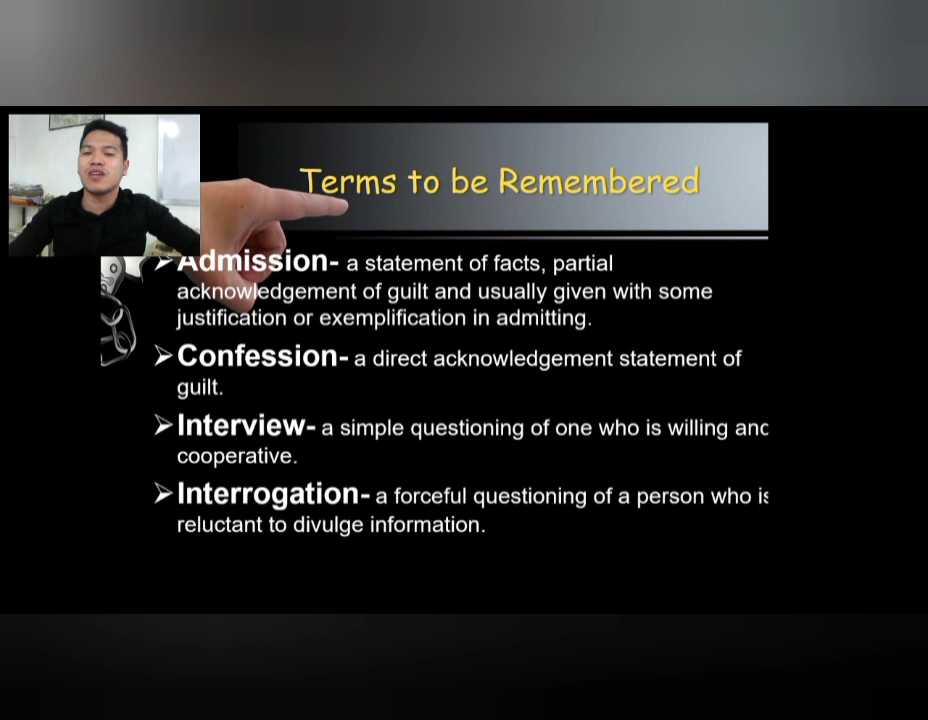 Terms to be Remembered
Admission- a statement of facts, partial
acknowledgement of guilt and usually given with some
justification or exemplification in admitting.
Confession- a direct acknowledgement statement of
guilt.
Interview- a simple questioning of one who is willing and
cooperative.
Interrogation- a forceful questioning of a person who is
reluctant to divulge information.